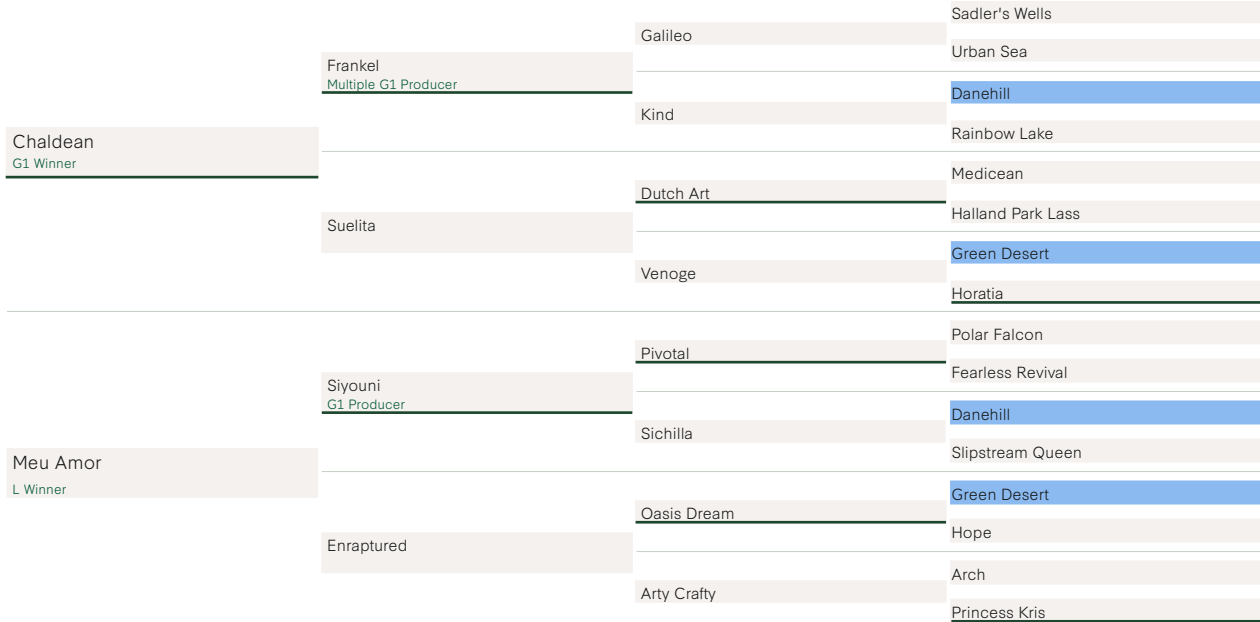 Chaldean
G1 Winner
Meu Amor
L Winner
Frankel
Multiple G1 Producer
Suelita
Siyouni
G1 Producer
Enraptured
Galileo
Kind
Dutch Art
Venoge
Pivotal
Sichilla
Oasis Dream
Arty Crafty
Sadler's Wells
Urban Sea
Danehill
Rainbow Lake
Medicean
Halland Park Lass
Green Desert
Horatia
Polar Falcon
Fearless Revival
Danehill
Slipstream Queen
Green Desert
Hope
Arch
Princess Kris